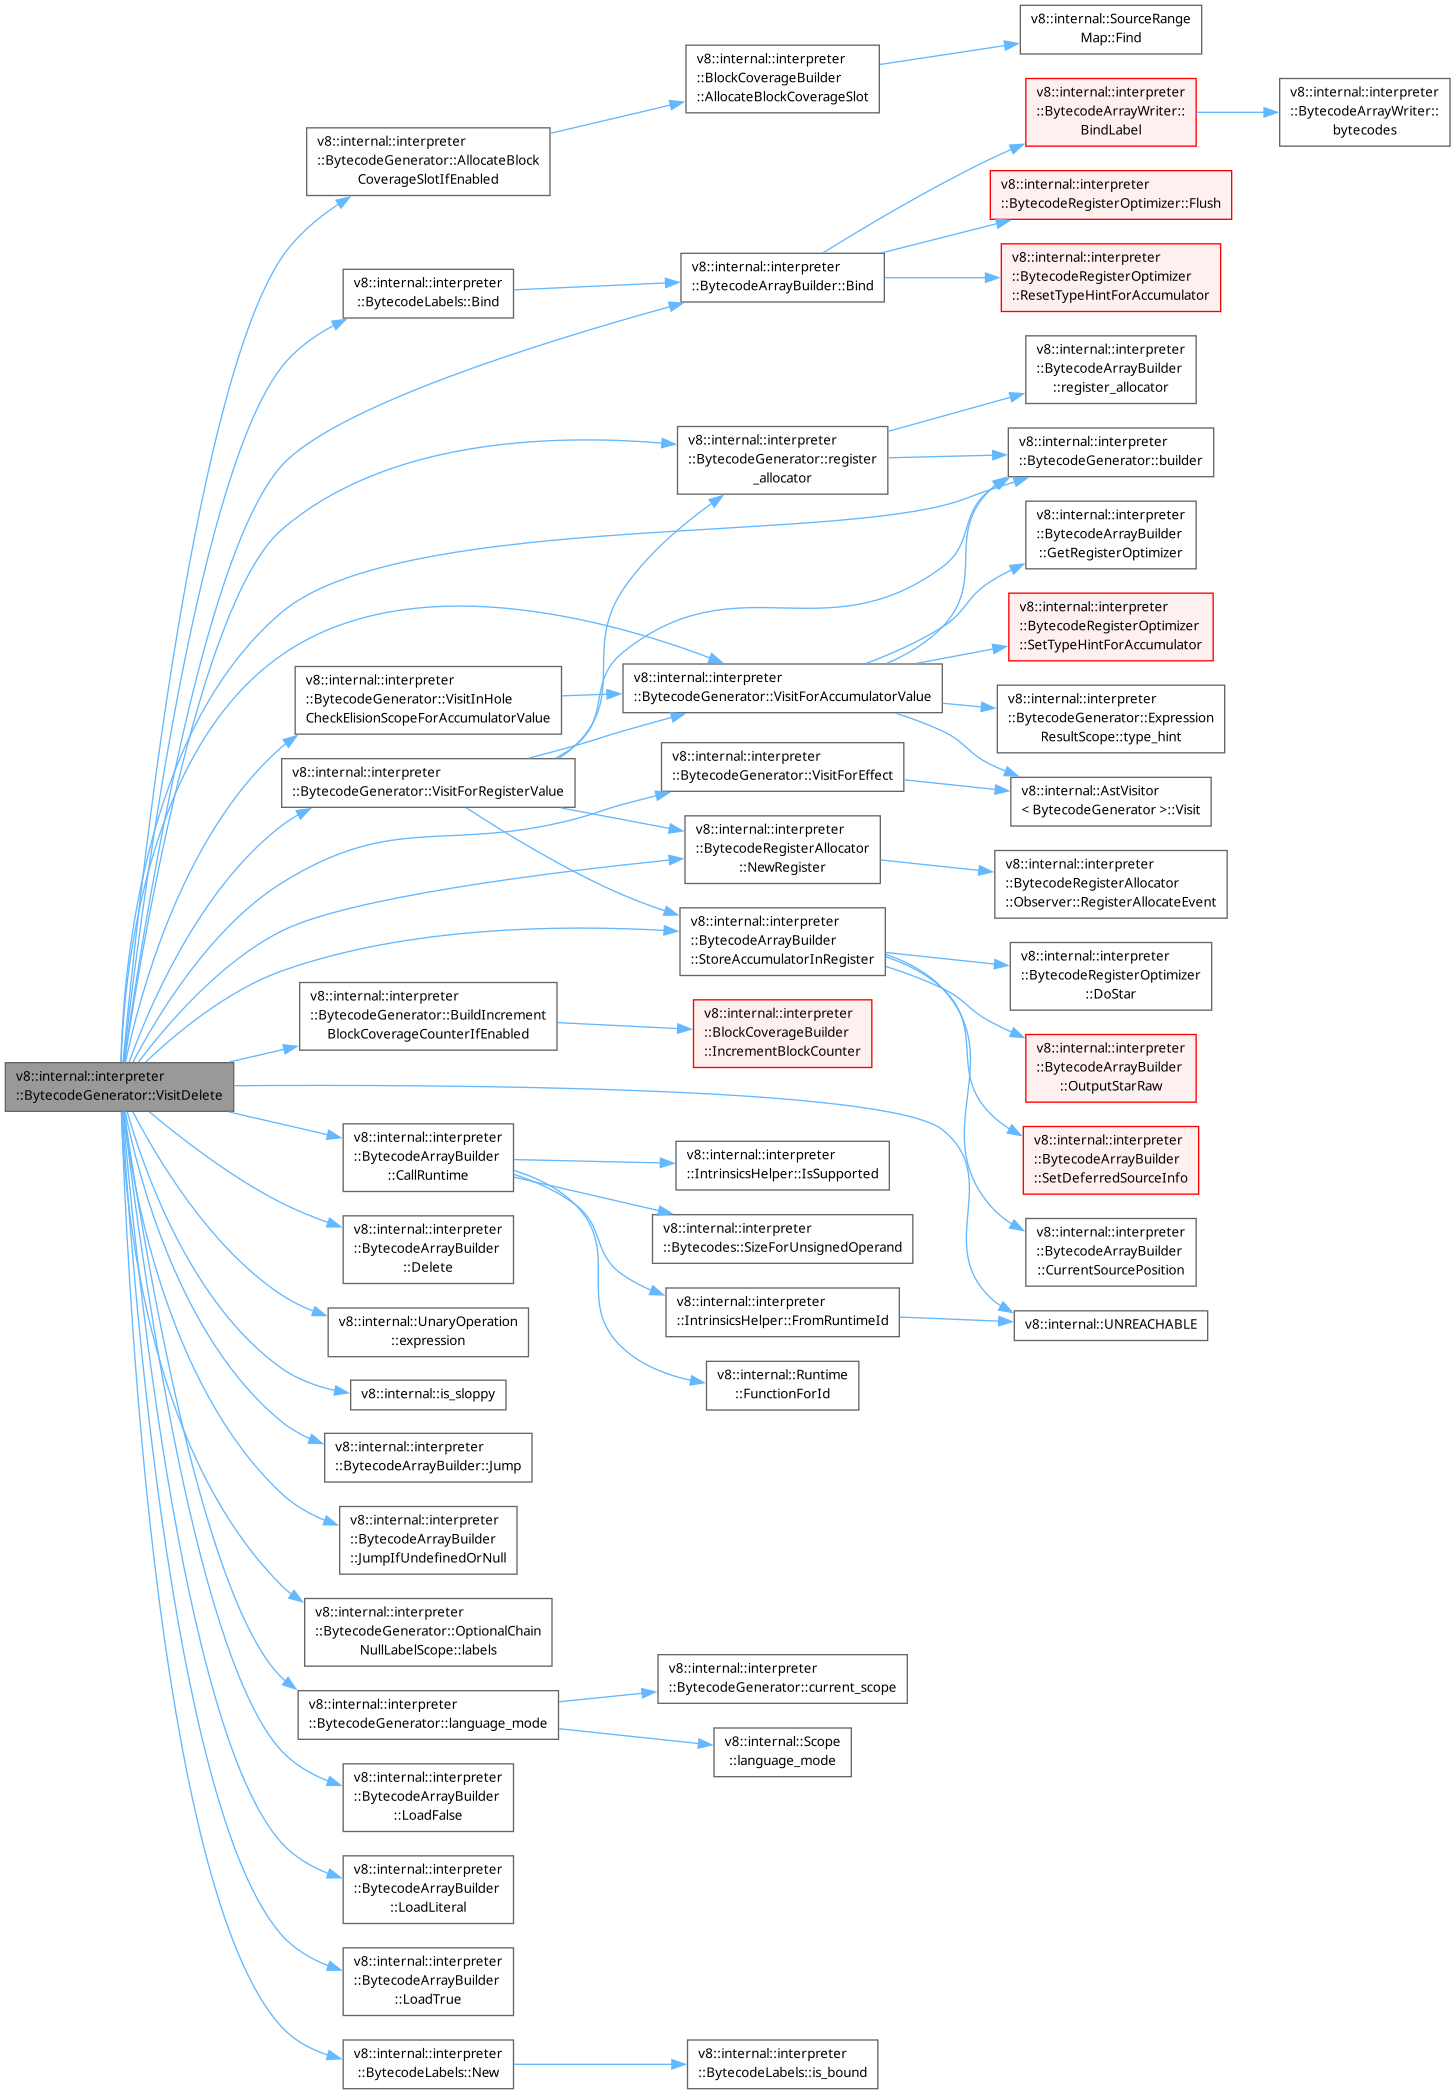 v8::internal::SourceRange
Map::Find
v8::internal::interpreter
::BlockCoverageBuilder
::AllocateBlockCoverageSlot
v8::internal::interpreter
::BytecodeArrayWriter::
BindLabel
v8::internal::interpreter
::BytecodeArrayWriter::
bytecodes
v8::internal::interpreter
::BytecodeGenerator::AllocateBlock
CoverageSlotIfEnabled
v8::internal::interpreter
::BytecodeRegisterOptimizer::Flush
v8::internal::interpreter
::BytecodeLabels::Bind
v8::internal::interpreter
::BytecodeArrayBuilder::Bind
v8::internal::interpreter
::BytecodeRegisterOptimizer
::ResetTypeHintForAccumulator
v8::internal::interpreter
::BytecodeArrayBuilder
::register_allocator
v8::internal::interpreter
::BytecodeGenerator::register
_allocator
v8::internal::interpreter
::BytecodeGenerator::builder
v8::internal::interpreter
::BytecodeArrayBuilder
::GetRegisterOptimizer
v8::internal::interpreter
::BytecodeRegisterOptimizer
::SetTypeHintForAccumulator
v8::internal::interpreter
::BytecodeGenerator::VisitInHole
CheckElisionScopeForAccumulatorValue
v8::internal::interpreter
::BytecodeGenerator::VisitForAccumulatorValue
v8::internal::interpreter
::BytecodeGenerator::Expression
ResultScope::type_hint
v8::internal::interpreter
::BytecodeGenerator::VisitForRegisterValue
v8::internal::interpreter
::BytecodeGenerator::VisitForEffect
v8::internal::AstVisitor
< BytecodeGenerator >::Visit
v8::internal::interpreter
::BytecodeRegisterAllocator
::NewRegister
v8::internal::interpreter
::BytecodeRegisterAllocator
::Observer::RegisterAllocateEvent
v8::internal::interpreter
::BytecodeArrayBuilder
::StoreAccumulatorInRegister
v8::internal::interpreter
::BytecodeRegisterOptimizer
::DoStar
v8::internal::interpreter
::BytecodeGenerator::BuildIncrement
BlockCoverageCounterIfEnabled
v8::internal::interpreter
::BlockCoverageBuilder
::IncrementBlockCounter
v8::internal::interpreter
::BytecodeArrayBuilder
::OutputStarRaw
v8::internal::interpreter
::BytecodeGenerator::VisitDelete
v8::internal::interpreter
::BytecodeArrayBuilder
::CallRuntime
v8::internal::interpreter
::IntrinsicsHelper::IsSupported
v8::internal::interpreter
::BytecodeArrayBuilder
::SetDeferredSourceInfo
v8::internal::interpreter
::BytecodeArrayBuilder
::Delete
v8::internal::interpreter
::Bytecodes::SizeForUnsignedOperand
v8::internal::interpreter
::BytecodeArrayBuilder
::CurrentSourcePosition
v8::internal::UnaryOperation
::expression
v8::internal::interpreter
::IntrinsicsHelper::FromRuntimeId
v8::internal::UNREACHABLE
v8::internal::is_sloppy
v8::internal::Runtime
::FunctionForId
v8::internal::interpreter
::BytecodeArrayBuilder::Jump
v8::internal::interpreter
::BytecodeArrayBuilder
::JumpIfUndefinedOrNull
v8::internal::interpreter
::BytecodeGenerator::OptionalChain
NullLabelScope::labels
v8::internal::interpreter
::BytecodeGenerator::current_scope
v8::internal::interpreter
::BytecodeGenerator::language_mode
v8::internal::Scope
::language_mode
v8::internal::interpreter
::BytecodeArrayBuilder
::LoadFalse
v8::internal::interpreter
::BytecodeArrayBuilder
::LoadLiteral
v8::internal::interpreter
::BytecodeArrayBuilder
::LoadTrue
v8::internal::interpreter
::BytecodeLabels::New
v8::internal::interpreter
::BytecodeLabels::is_bound